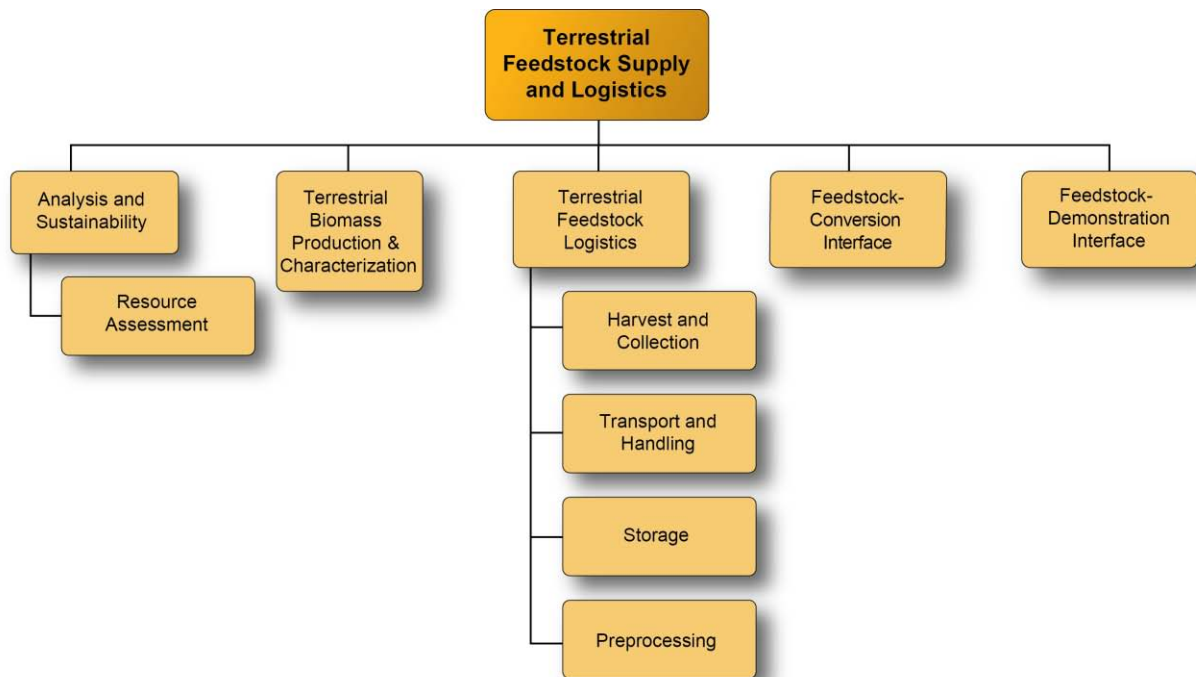 Terrestrial
Feedstock Supply
and Logistics
Analysis and
Sustainability
Resource
Assessment
Terrestrial
Biomass
Production &
Characterization
Terrestrial
Feedstock
Logistics
Harvest and
Collection
Transport and
Handling
Storage
Preprocessing
Feedstock-
Conversion
Interface
Feedstock-
Demonstration
Interface